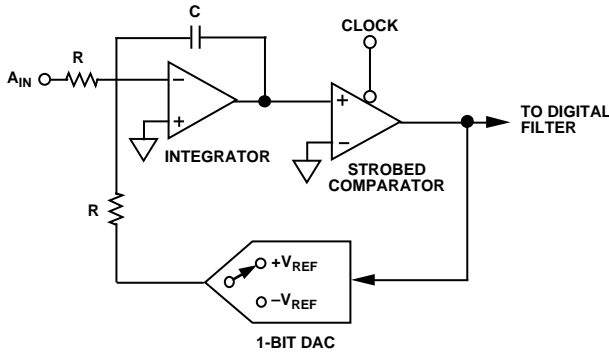 C
CLOCK
R
A_IN
−
+
INTEGRATOR
+
−
STROBED
COMPARATOR
TO DIGITAL
FILTER
R
+V_REF
−V_REF
1-BIT DAC